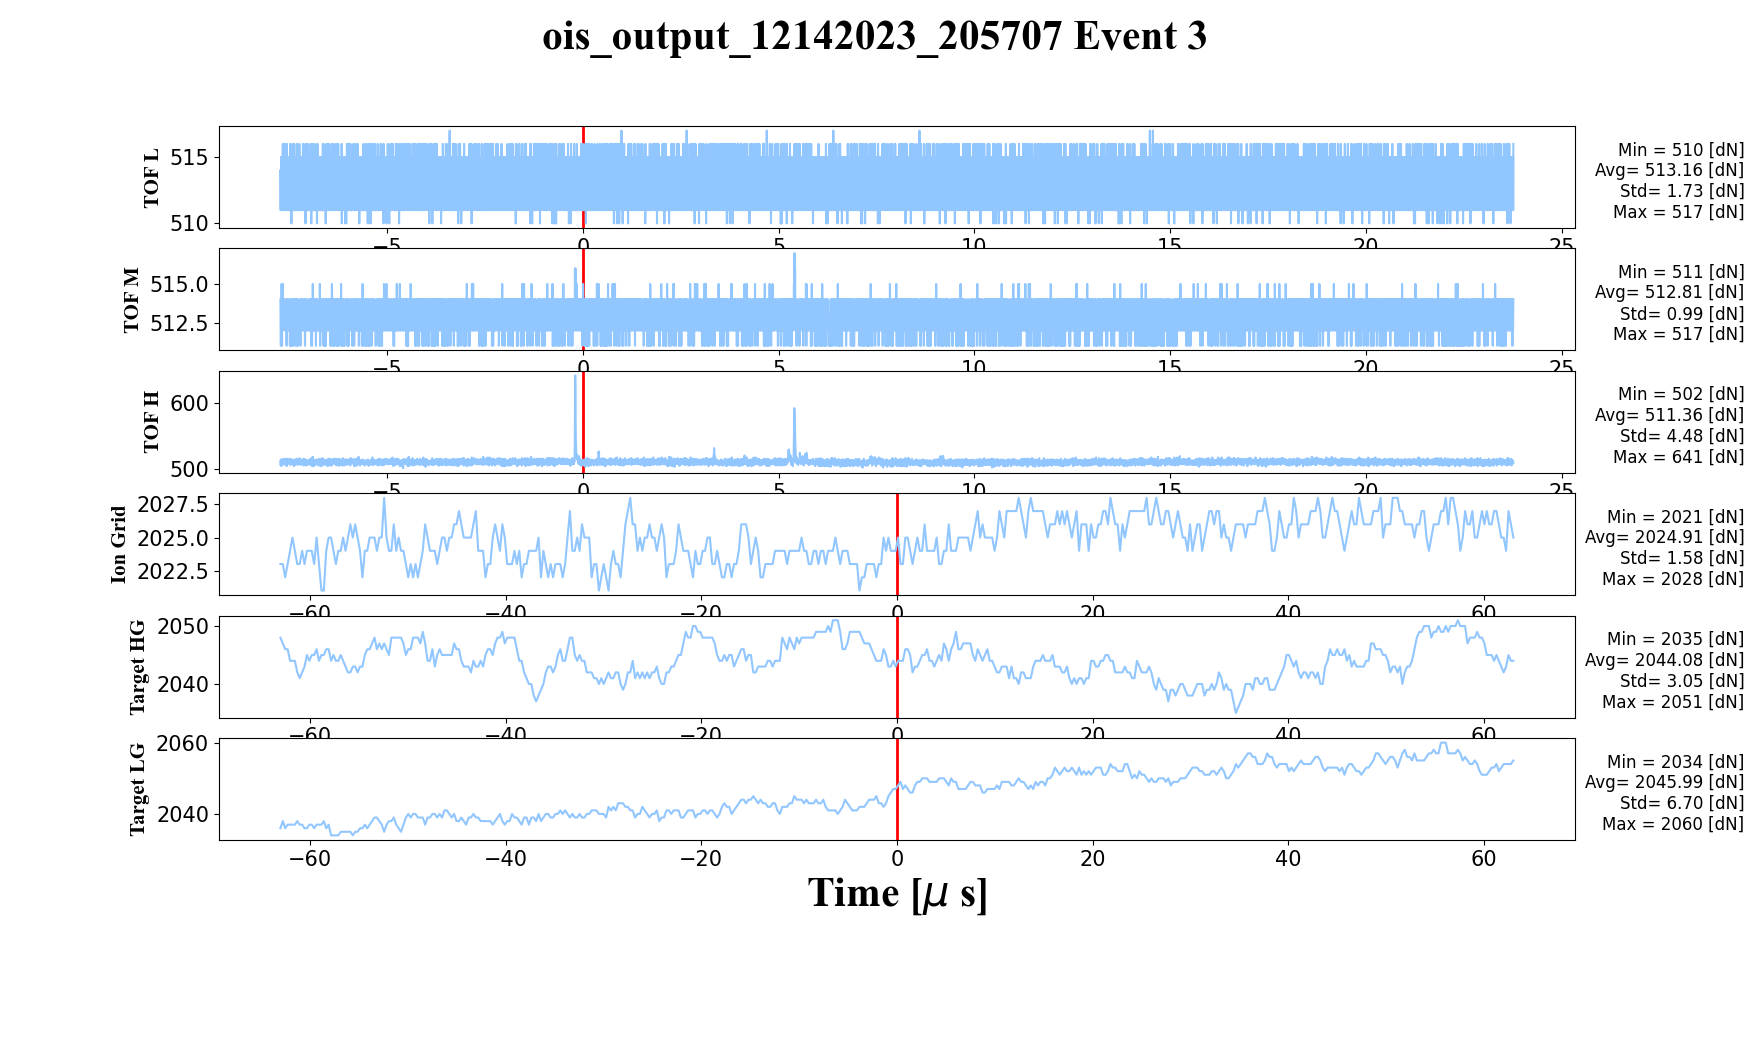 ois_output_12142023_205707 Event 3
TOF L
515
510
−5 0 5 10 15 20 25
Min = 510 [dN]
Avg= 513.16 [dN]
Std= 1.73 [dN]
Max = 517 [dN]
TOF M
515.0
512.5
−5 0 5 10 15 20 25
Min = 511 [dN]
Avg= 512.81 [dN]
Std= 0.99 [dN]
Max = 517 [dN]
TOF H
600
500
−5 0 5 10 15 20 25
Min = 502 [dN]
Avg= 511.36 [dN]
Std= 4.48 [dN]
Max = 641 [dN]
Ion Grid
2027.5
2025.0
2022.5
−60 −40 −20 0 20 40 60
Min = 2021 [dN]
Avg= 2024.91 [dN]
Std= 1.58 [dN]
Max = 2028 [dN]
Target HG
2050
2040
−60 −40 −20 0 20 40 60
Min = 2035 [dN]
Avg= 2044.08 [dN]
Std= 3.05 [dN]
Max = 2051 [dN]
Target LG
2060
2040
−60 −40 −20 0 20 40 60
Min = 2034 [dN]
Avg= 2045.99 [dN]
Std= 6.70 [dN]
Max = 2060 [dN]
Time [μ s]